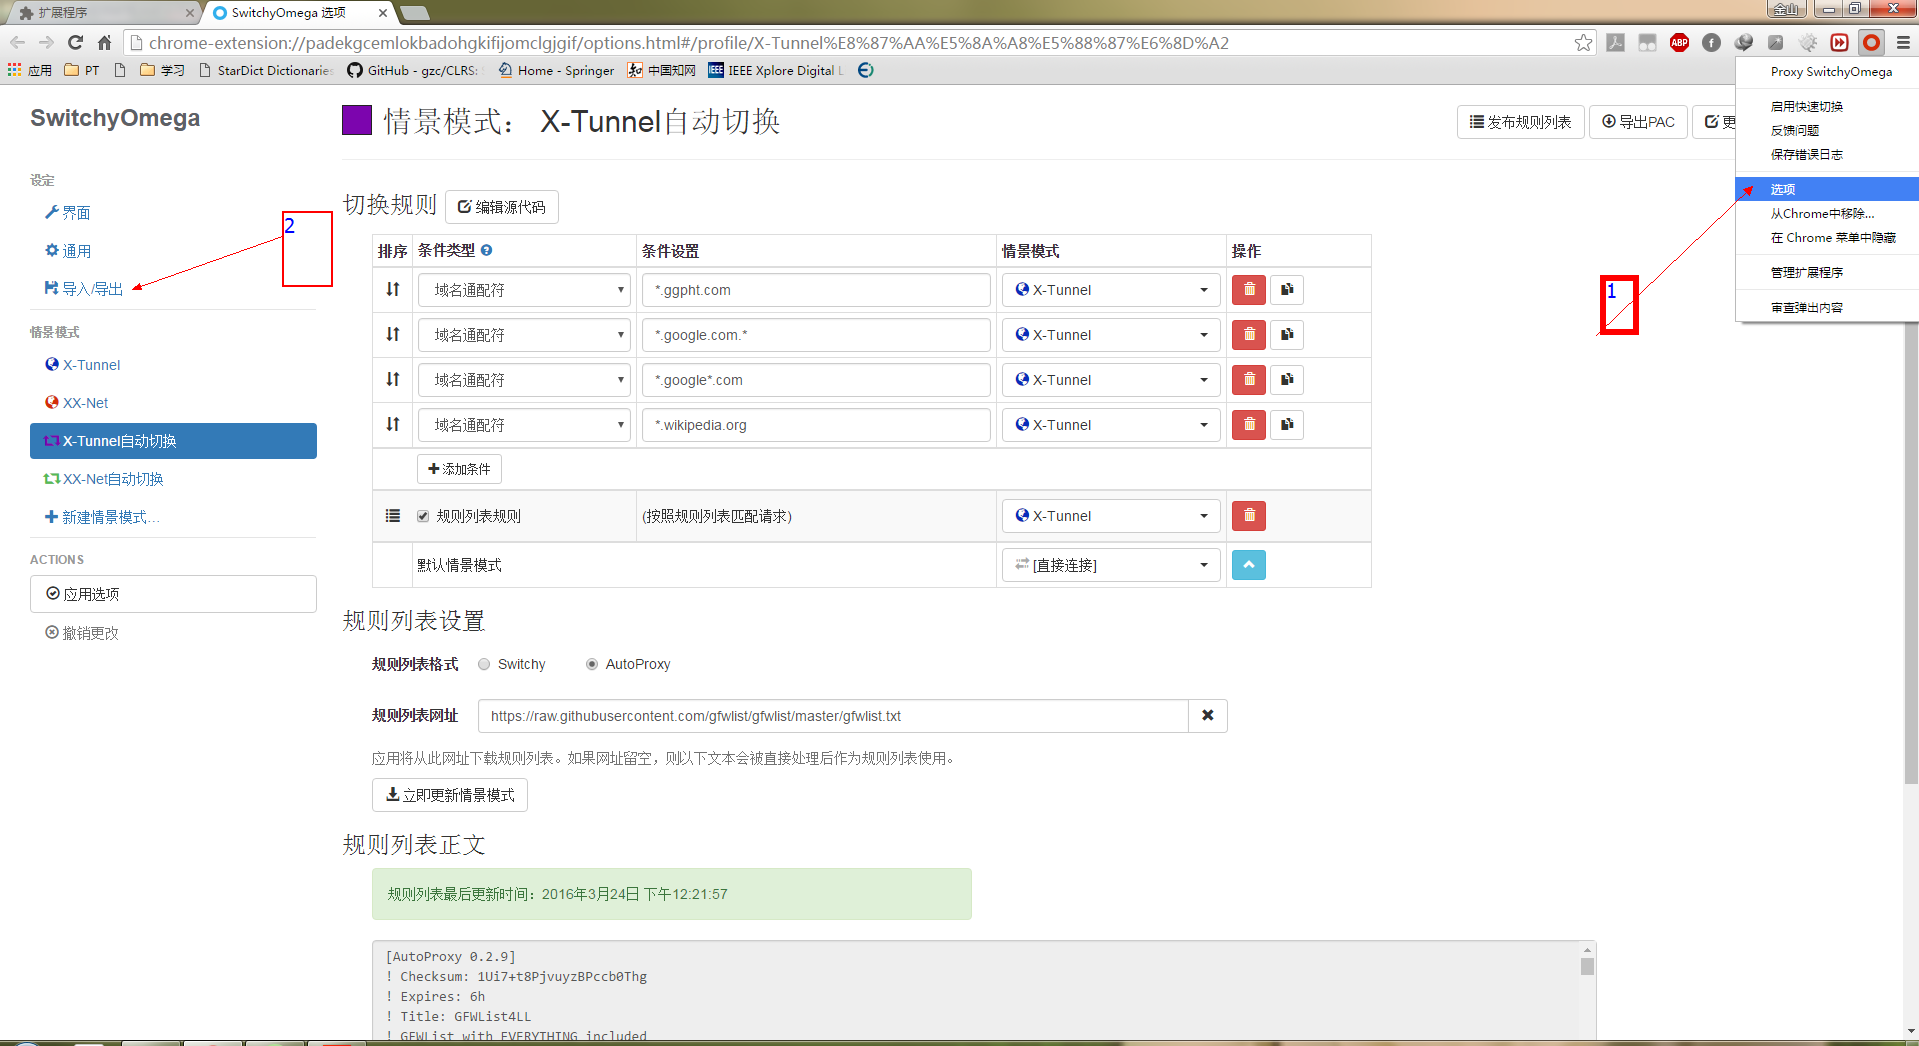 扩展程序
SwitchyOmega 选项
金山
chrome-extension://padekgcemlokbadohgkifijomclgjgif/options.html#/profile/X-Tunnel%E8%87%AA%E5%8A%A8%E5%88%87%E6%8D%A2
ABP
应用
PT
学习
StarDict Dictionaries
GitHub - gzc/CLRS:
Home - Springer
中国知网
IEEE
IEEE Xplore Digital L
Proxy SwitchyOmega
启用快速切换
反馈问题
保存错误日志
选项
从Chrome中移除...
在 Chrome 菜单中隐藏
管理扩展程序
审查弹出内容
1
SwitchyOmega
设定
界面
通用
导入/导出
2
情景模式
X-Tunnel
XX-Net
X-Tunnel自动切换
XX-Net自动切换
新建情景模式...
ACTIONS
应用选项
撤销更改
情景模式： X-Tunnel自动切换
发布规则列表
导出PAC
更
切换规则
编辑源代码
排序 条件类型 条件设置 情景模式 操作
域名通配符 *.ggpht.com X-Tunnel
域名通配符 *.google.com.* X-Tunnel
域名通配符 *.google*.com X-Tunnel
域名通配符 *.wikipedia.org X-Tunnel
添加条件
规则列表规则 (按照规则列表匹配请求) X-Tunnel
默认情景模式 [直接连接]
规则列表设置
规则列表格式 Switchy AutoProxy
规则列表网址 https://raw.githubusercontent.com/gfwlist/gfwlist/master/gfwlist.txt
应用将从此网址下载规则列表。如果网址留空，则以下文本会被直接处理后作为规则列表使用。
立即更新情景模式
规则列表正文
规则列表最后更新时间：2016年3月24日 下午12:21:57
[AutoProxy 0.2.9]
! Checksum: 1Ui7+t8PjvuyzBPccb0Thg
! Expires: 6h
! Title: GFWList4LL
! GFWList with EVERYTHING included